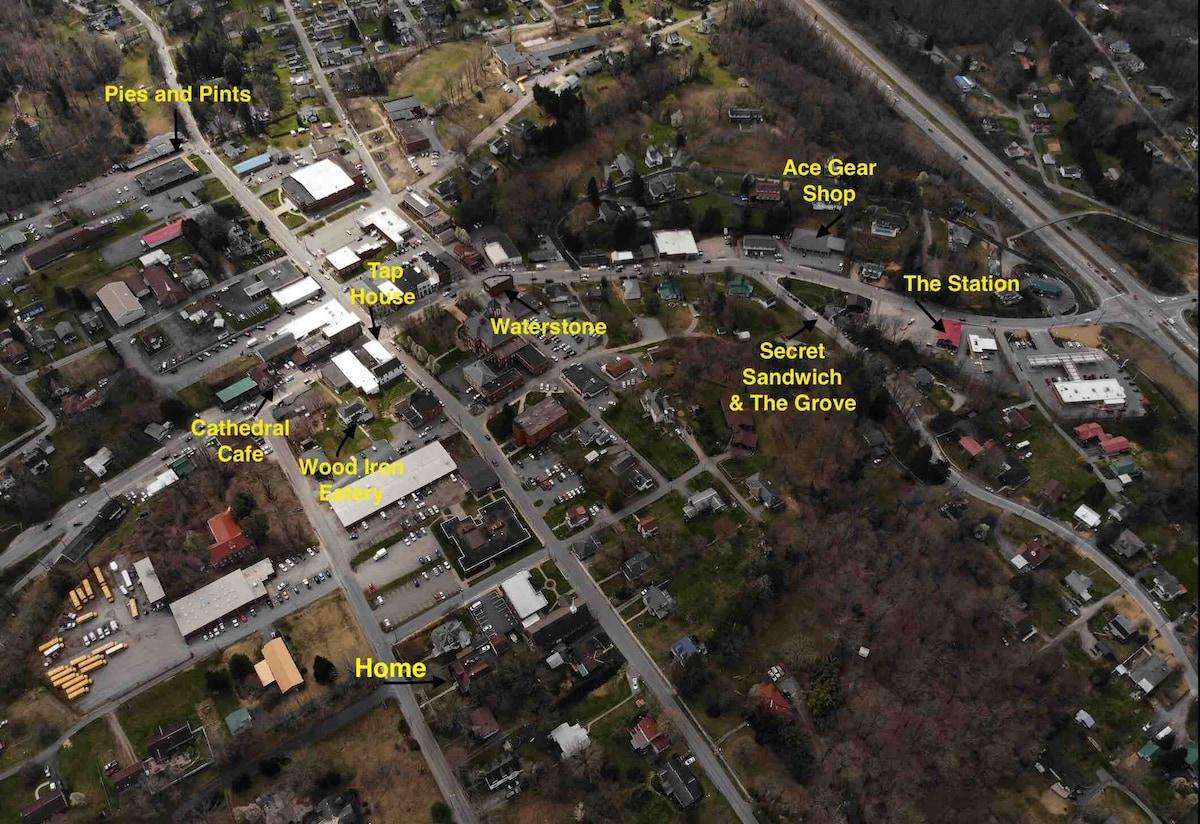 Pies and Pints
Ace Gear
Shop
Tap
House
The Station
Waterstone
Secret
Sandwich
& The Grove
Cathedral
Cafe
Wood Iron
Eatery
Home